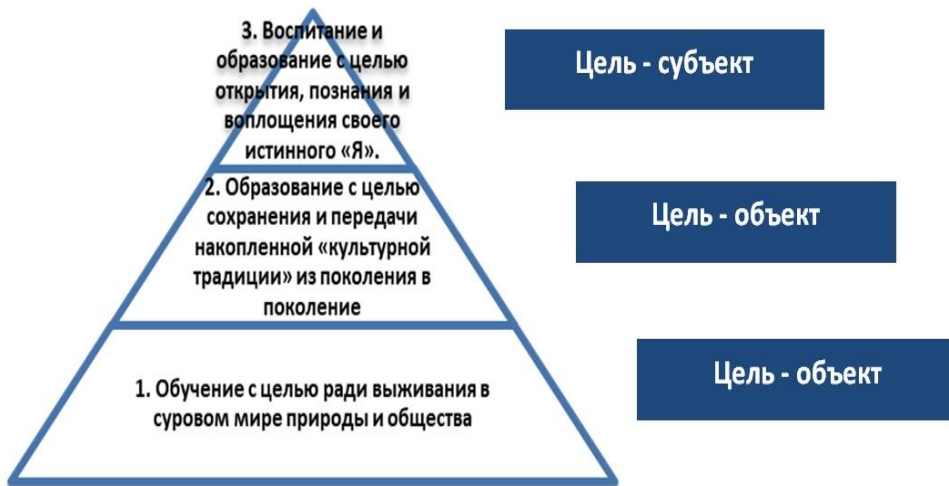 3. Воспитание и
образование с целью
открытия, познания и
воплощения своего
истинного «Я».
Цель - субъект
2. Образование с целью
сохранения и передачи
накопленной «культурной
традиции» из поколения в
поколение
Цель - объект
1. Обучение с целью ради выживания в
суровом мире природы и общества
Цель - объект